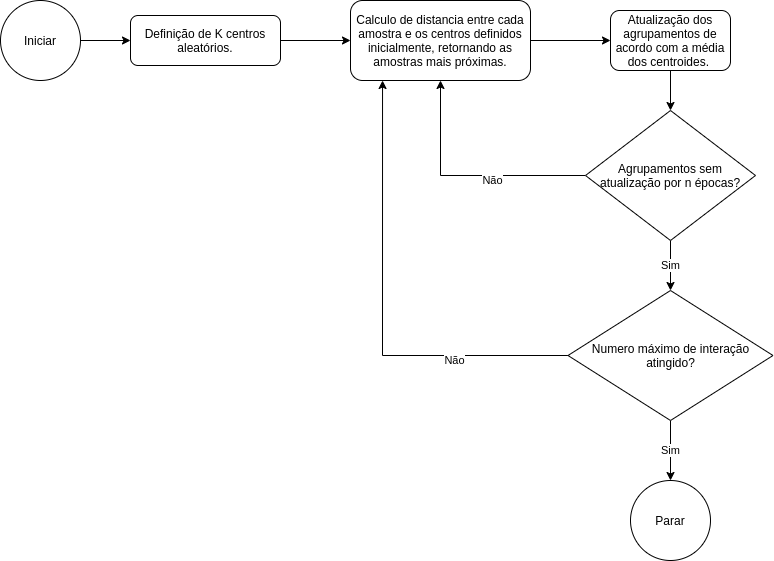 Iniciar
Definição de K centros
aleatórios.
Calculo de distancia entre cada
amostra e os centros definidos
inicialmente, retornando as
amostras mais próximas.
Atualização dos
agrupamentos de
acordo com a média
dos centroides.
Agrupamentos sem
atualização por n épocas?
Não
Sim
Numero máximo de interação
atingido?
Não
Sim
Parar